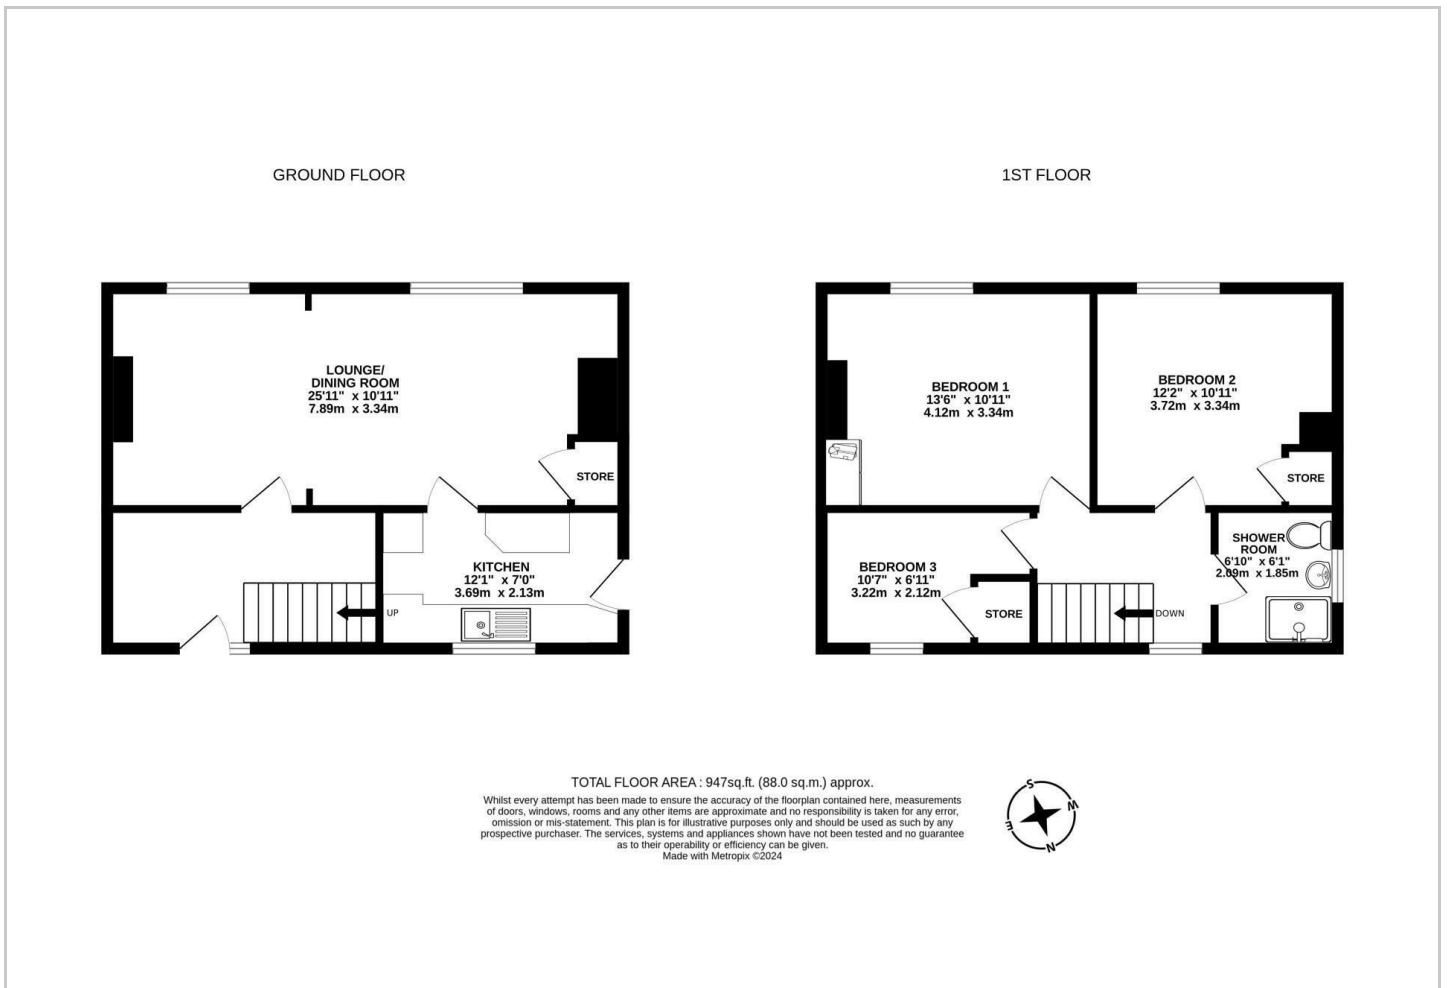 GROUND FLOOR
1ST FLOOR
LOUNGE/
DINING ROOM
25'11" x 10'11"
7.89m x 3.34m
STORE
KITCHEN
12'1" x 7'0"
3.69m x 2.13m
UP
BEDROOM 1
13'6" x 10'11"
4.12m x 3.34m
BEDROOM 2
12'2" x 10'11"
3.72m x 3.34m
STORE
BEDROOM 3
10'7" x 6'11"
3.22m x 2.12m
STORE
DOWN
SHOWER
ROOM
6'10" x 6'1"
2.09m x 1.85m
TOTAL FLOOR AREA : 947sq.ft. (88.0 sq.m.) approx.
Whilst every attempt has been made to ensure the accuracy of the floorplan contained here, measurements
of doors, windows, rooms and any other items are approximate and no responsibility is taken for any error,
omission or mis-statement. This plan is for illustrative purposes only and should be used as such by any
prospective purchaser. The services, systems and appliances shown have not been tested and no guarantee
as to their operability or efficiency can be given.
Made with Metropix ©2024
S
W
E
N